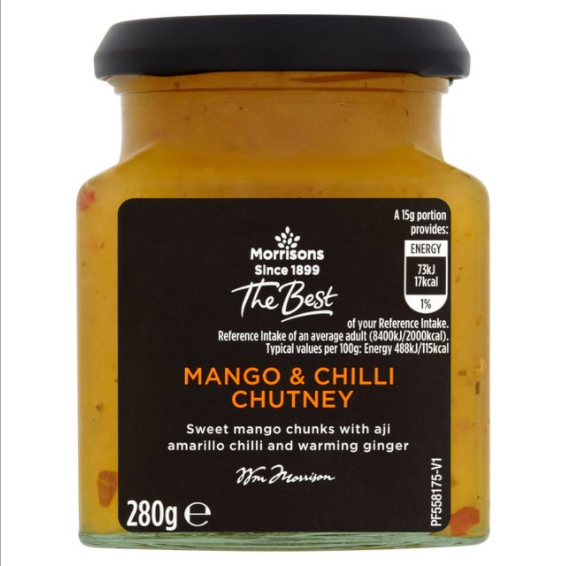 A 15g portion
provides:
ENERGY
73kJ
17kcal
1%
of your Reference Intake.
Reference Intake of an average adult (8400kJ/2000kcal).
Typical values per 100g: Energy 488kJ/115kcal
Morrisons
Since 1899
The Best
MANGO & CHILLI
CHUTNEY
Sweet mango chunks with aji
amarillo chilli and warming ginger
Wm Morrison
280g ℮
PF558175-V1